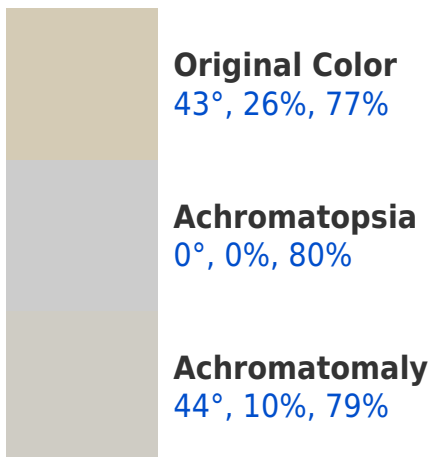 Original Color
43°, 26%, 77%
Achromatopsia
0°, 0%, 80%
Achromatomaly
44°, 10%, 79%